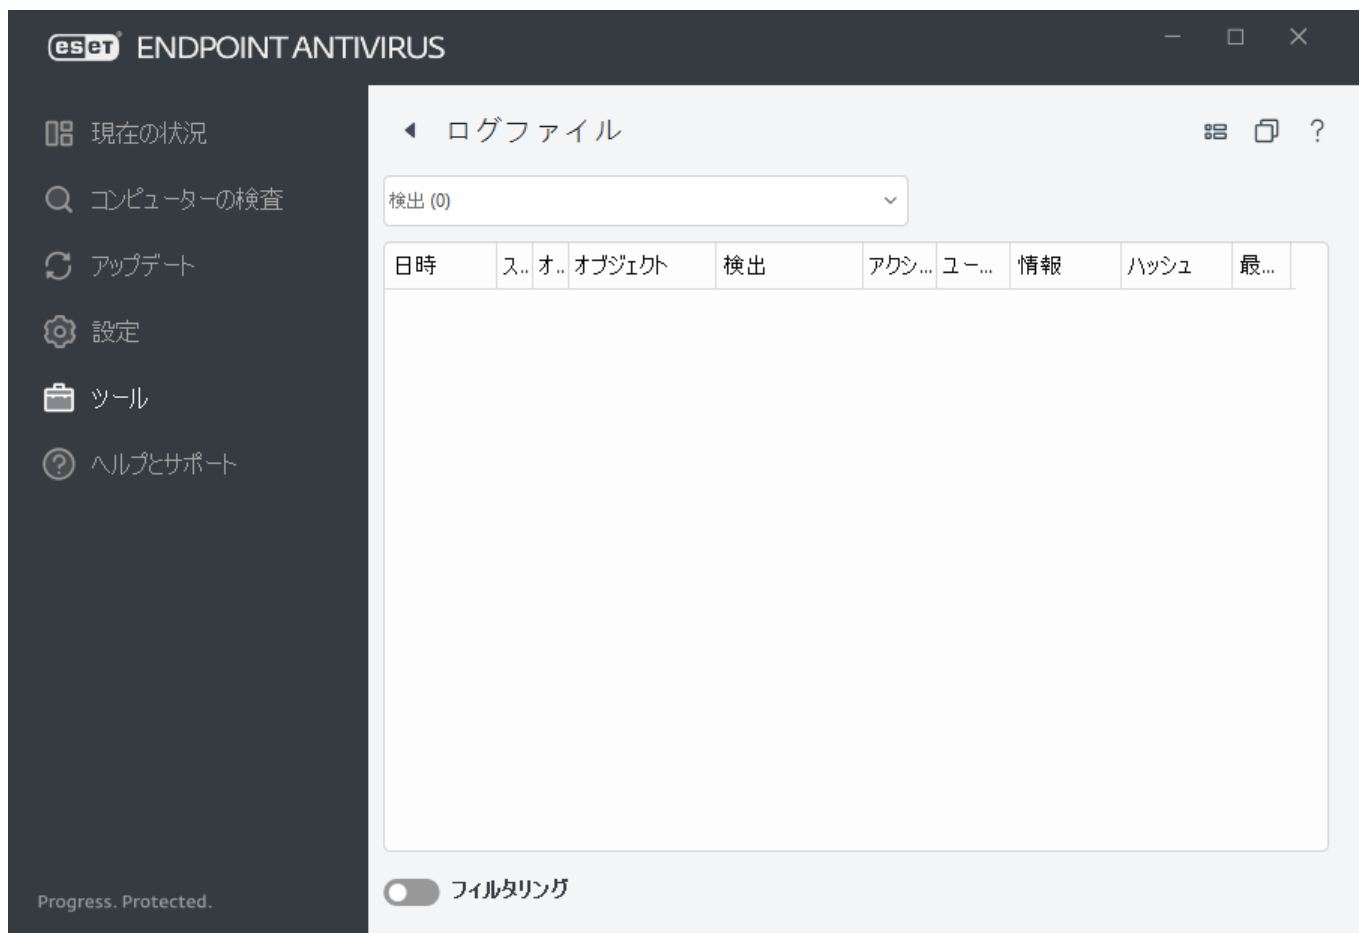 eseT ENDPOINT ANTIVIRUS
現在の状況
コンピューターの検査
アップデート
設定
ツール
ヘルプとサポート
Progress. Protected.
ログファイル
?
検出 (0)
日時 ス... オ... オブジェクト 検出 アクシ... ユー... 情報 ハッシュ 最...
フィルタリング